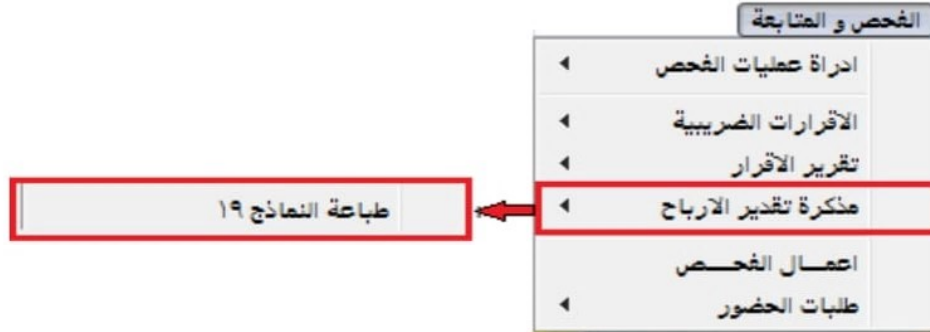 الفحص و المتابعة
ادراة عمليات الفحص
الاقرارات الضريبية
تقرير الاقرار
مذكرة تقدير الارباح
طباعة النماذج ١٩
اعمـــال الفحـــص
طلبات الحضور